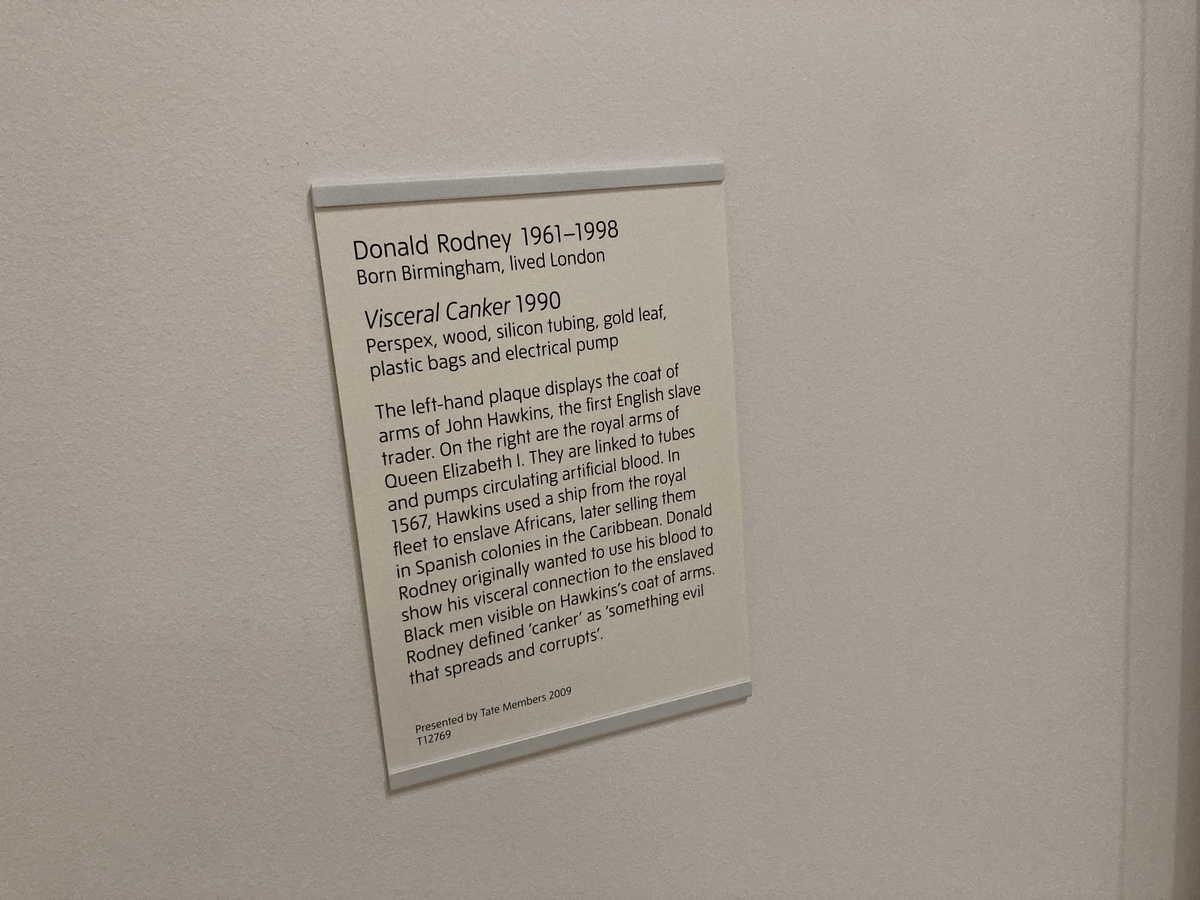 Donald Rodney 1961–1998
Born Birmingham, lived London
Visceral Canker 1990
Perspex, wood, silicon tubing, gold leaf,
plastic bags and electrical pump
The left-hand plaque displays the coat of
arms of John Hawkins, the first English slave
trader. On the right are the royal arms of
Queen Elizabeth I. They are linked to tubes
and pumps circulating artificial blood. In
1567, Hawkins used a ship from the royal
fleet to enslave Africans, later selling them
in Spanish colonies in the Caribbean. Donald
Rodney originally wanted to use his blood to
show his visceral connection to the enslaved
Black men visible on Hawkins’s coat of arms.
Rodney defined ‘canker’ as ‘something evil
that spreads and corrupts’.
Presented by Tate Members 2009
T12769